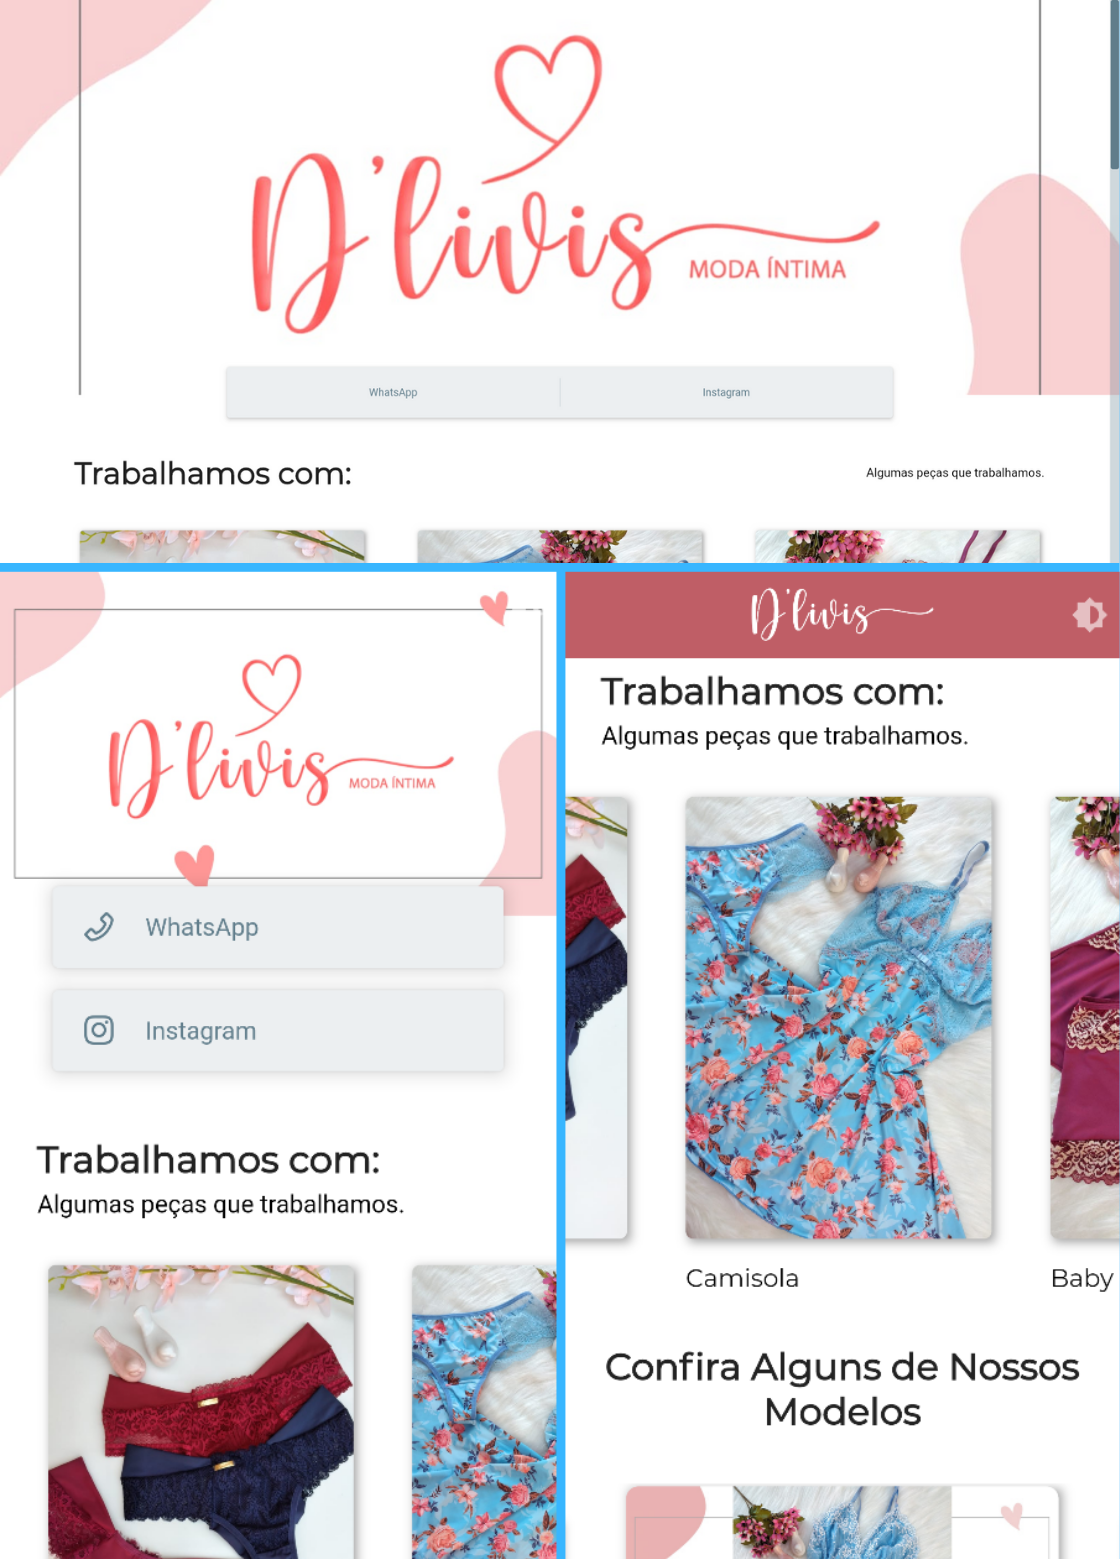 D'livis
MODA ÍNTIMA
WhatsApp
Instagram
Trabalhamos com:
Algumas peças que trabalhamos.
D'livis
MODA ÍNTIMA
WhatsApp
Instagram
Trabalhamos com:
Algumas peças que trabalhamos.
D'livis
Trabalhamos com:
Algumas peças que trabalhamos.
Camisola
Baby
Confira Alguns de Nossos
Modelos